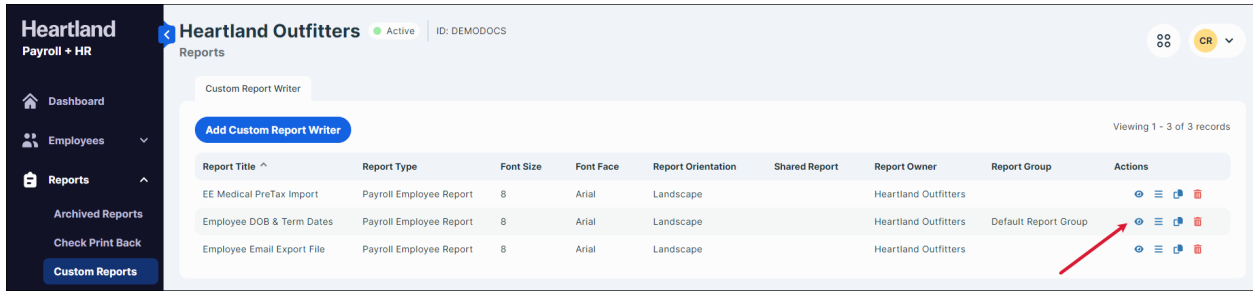 Heartland
Payroll + HR
Dashboard
Employees
Reports
Archived Reports
Check Print Back
Custom Reports
Heartland Outfitters Active ID: DEMODOCS
Reports
CR
Custom Report Writer
Add Custom Report Writer
Viewing 1 - 3 of 3 records
Report Title Report Type Font Size Font Face Report Orientation Shared Report Report Owner Report Group Actions
EE Medical PreTax Import Payroll Employee Report 8 Arial Landscape Heartland Outfitters
Employee DOB & Term Dates Payroll Employee Report 8 Arial Landscape Heartland Outfitters Default Report Group
Employee Email Export File Payroll Employee Report 8 Arial Landscape Heartland Outfitters